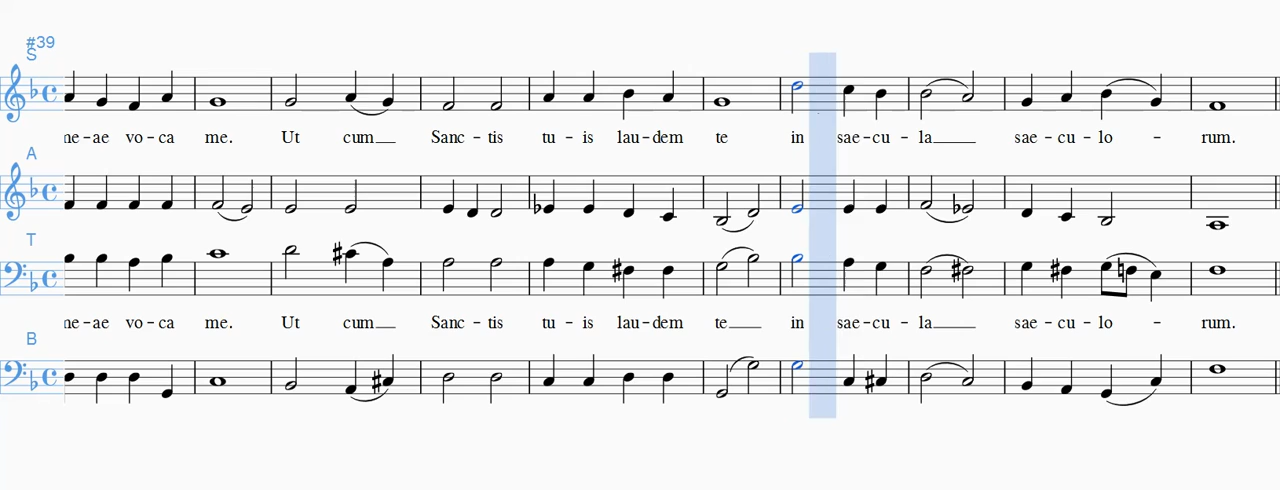 #39
S
ne-ae vo-ca me. Ut cum Sanc-tis tu-is lau-dem te in sae-cu-la sae-cu-lo - rum.
A
T
ne-ae vo-ca me. Ut cum Sanc-tis tu-is lau-dem te in sae-cu-la sae-cu-lo - rum.
B